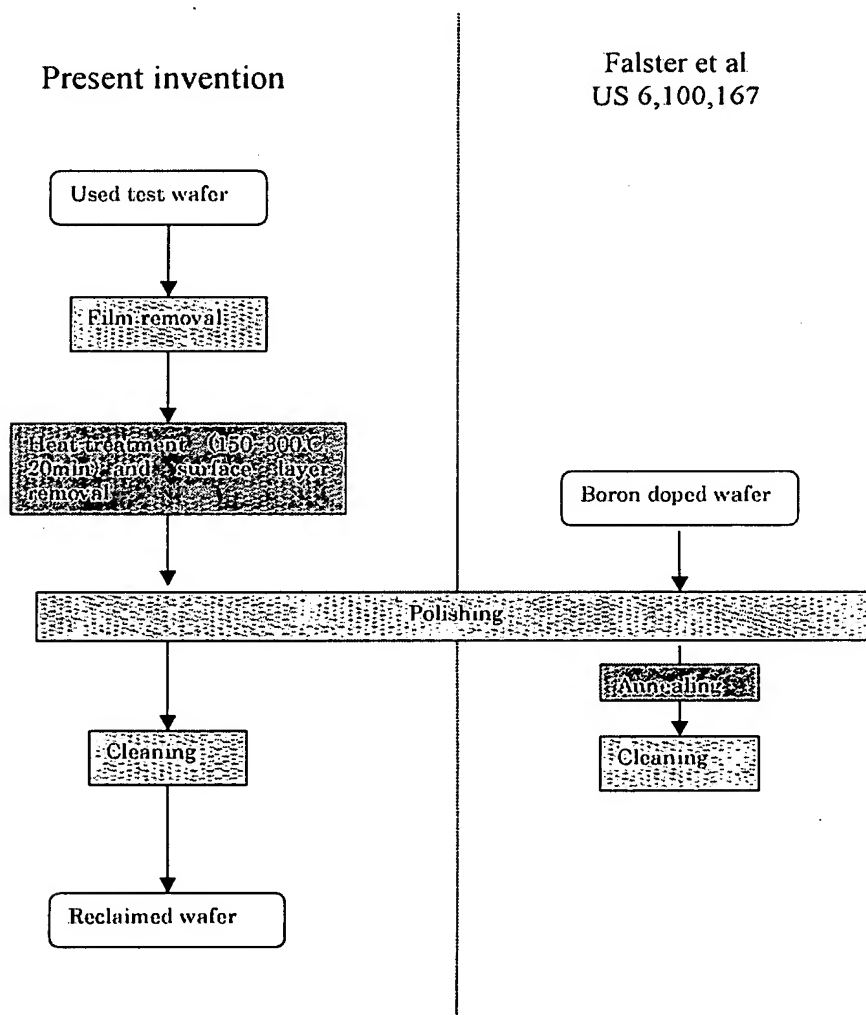 Present invention
Falster et al
US 6,100,167
Used test wafer
Film removal
Heat treatment (150~300℃,
20min) and surface layer
removal
Boron doped wafer
Polishing
Annealing
Cleaning
Cleaning
Reclaimed wafer